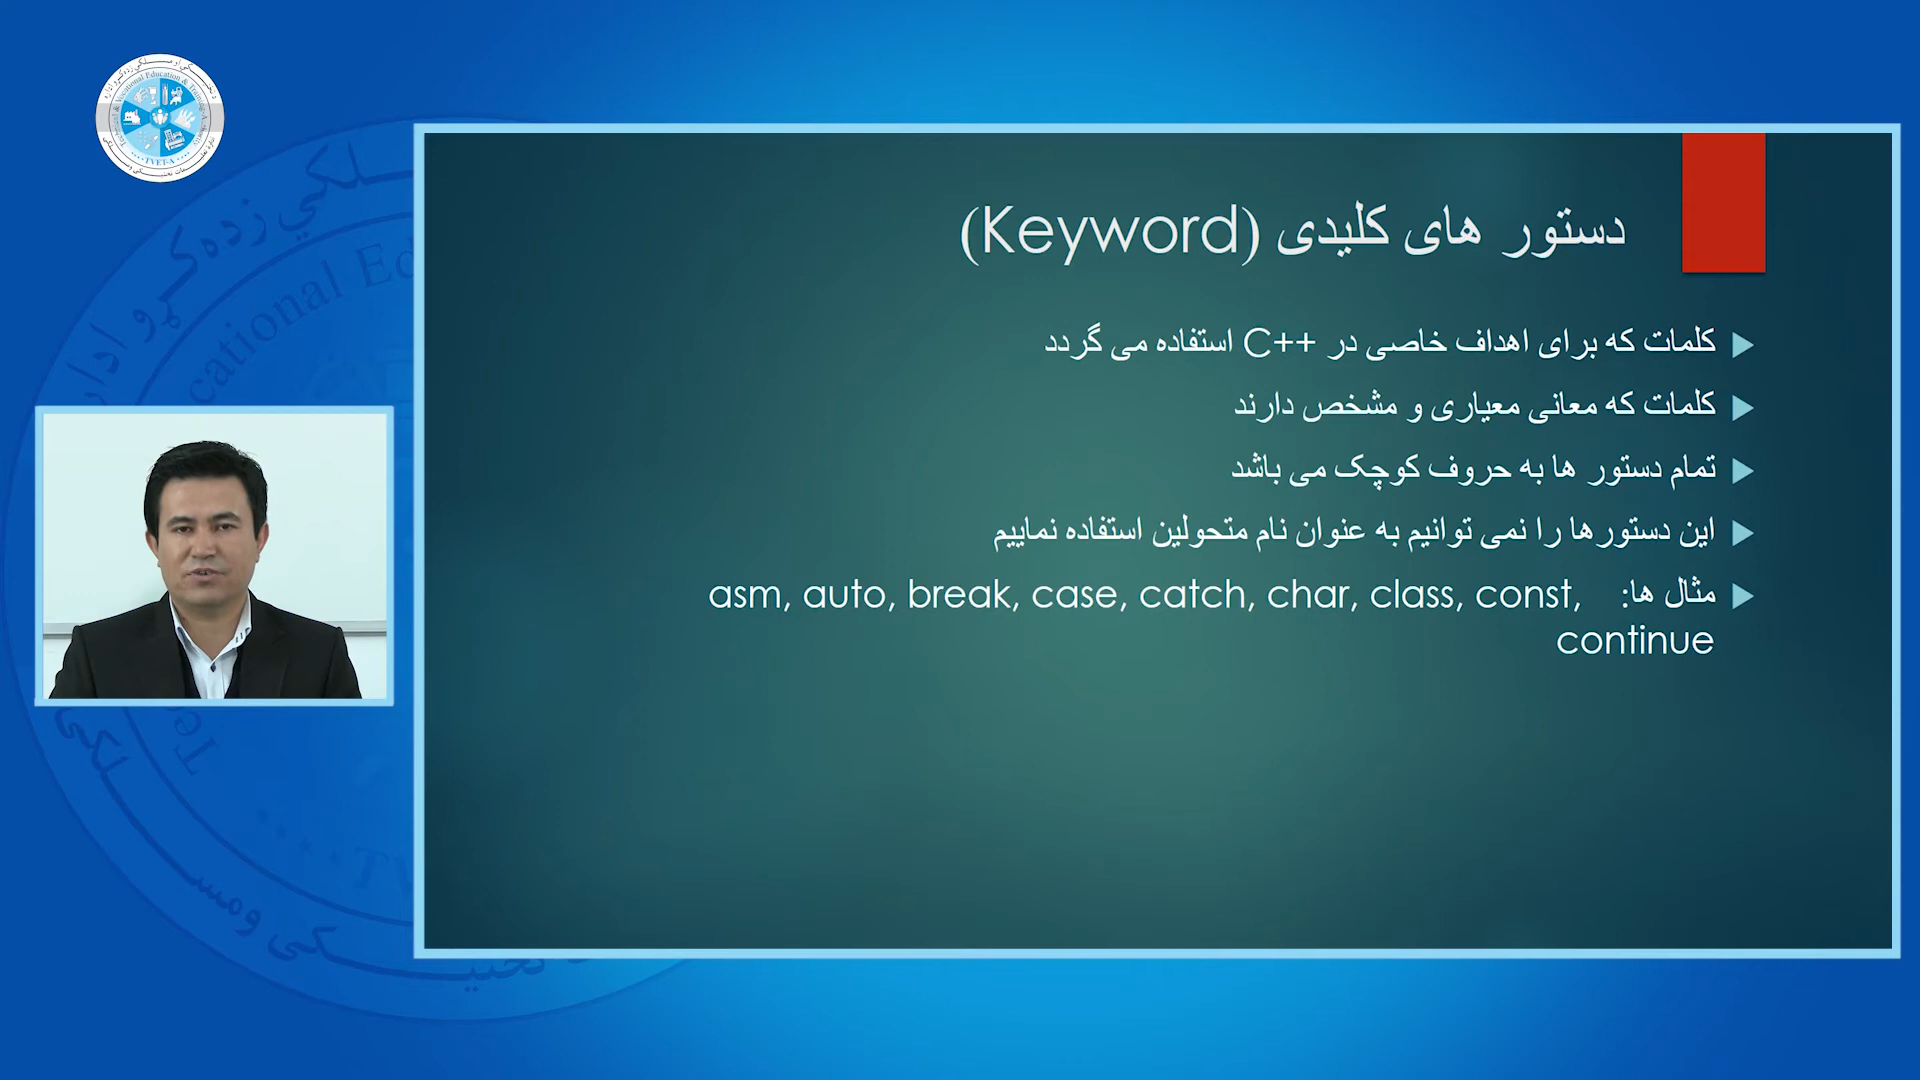 دستور های کلیدی (Keyword)
کلمات که برای اهداف خاصی در C++ استفاده می گردد
کلمات که معانی معیاری و مشخص دارند
تمام دستور ها به حروف کوچک می باشد
این دستورها را نمی توانیم به عنوان نام متحولین استفاده نماییم
مثال ها: asm, auto, break, case, catch, char, class, const,
continue
TVET-A